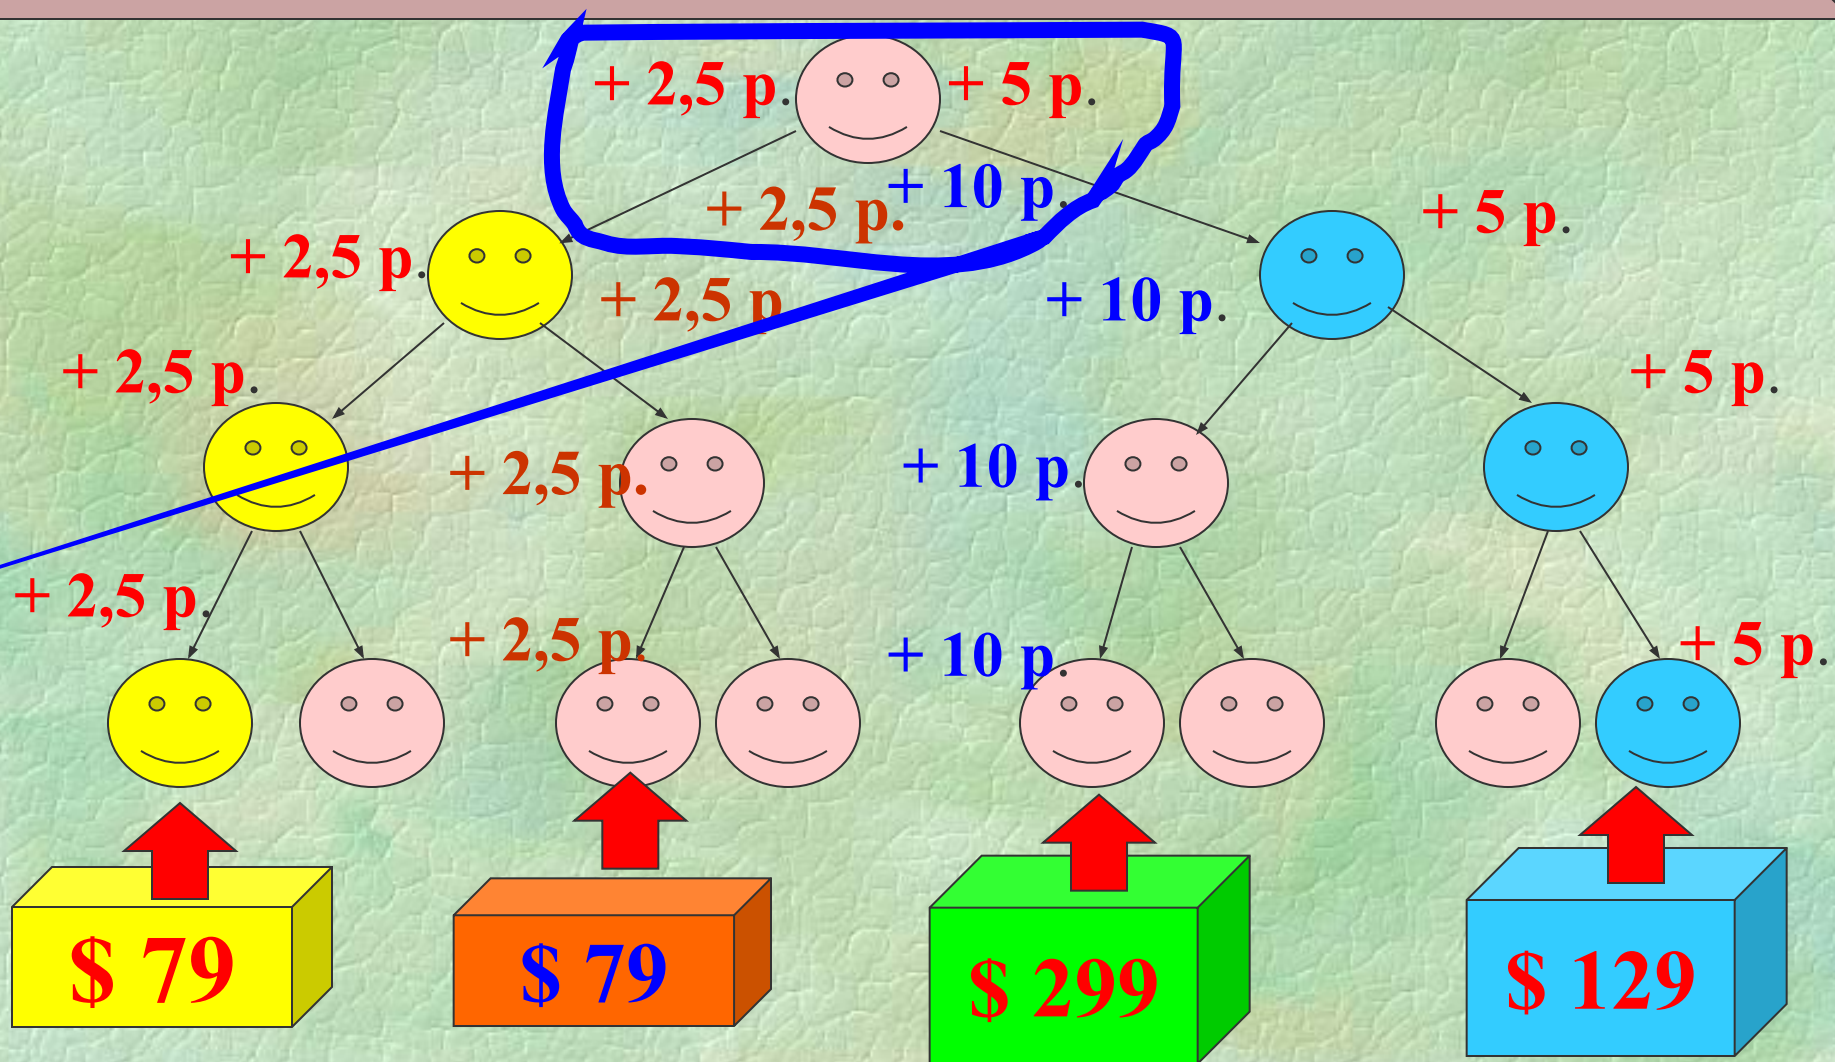 + 2,5 p.
+ 5 p.
+ 10 p.
+ 2,5 p.
+ 5 p.
+ 2,5 p.
+ 2,5 p
+ 10 p.
+ 2,5 p.
+ 5 p.
+ 2,5 p.
+ 10 p.
+ 2,5 p.
+ 2,5 p.
+ 10 p.
+ 5 p.
$ 79
$ 79
$ 299
$ 129